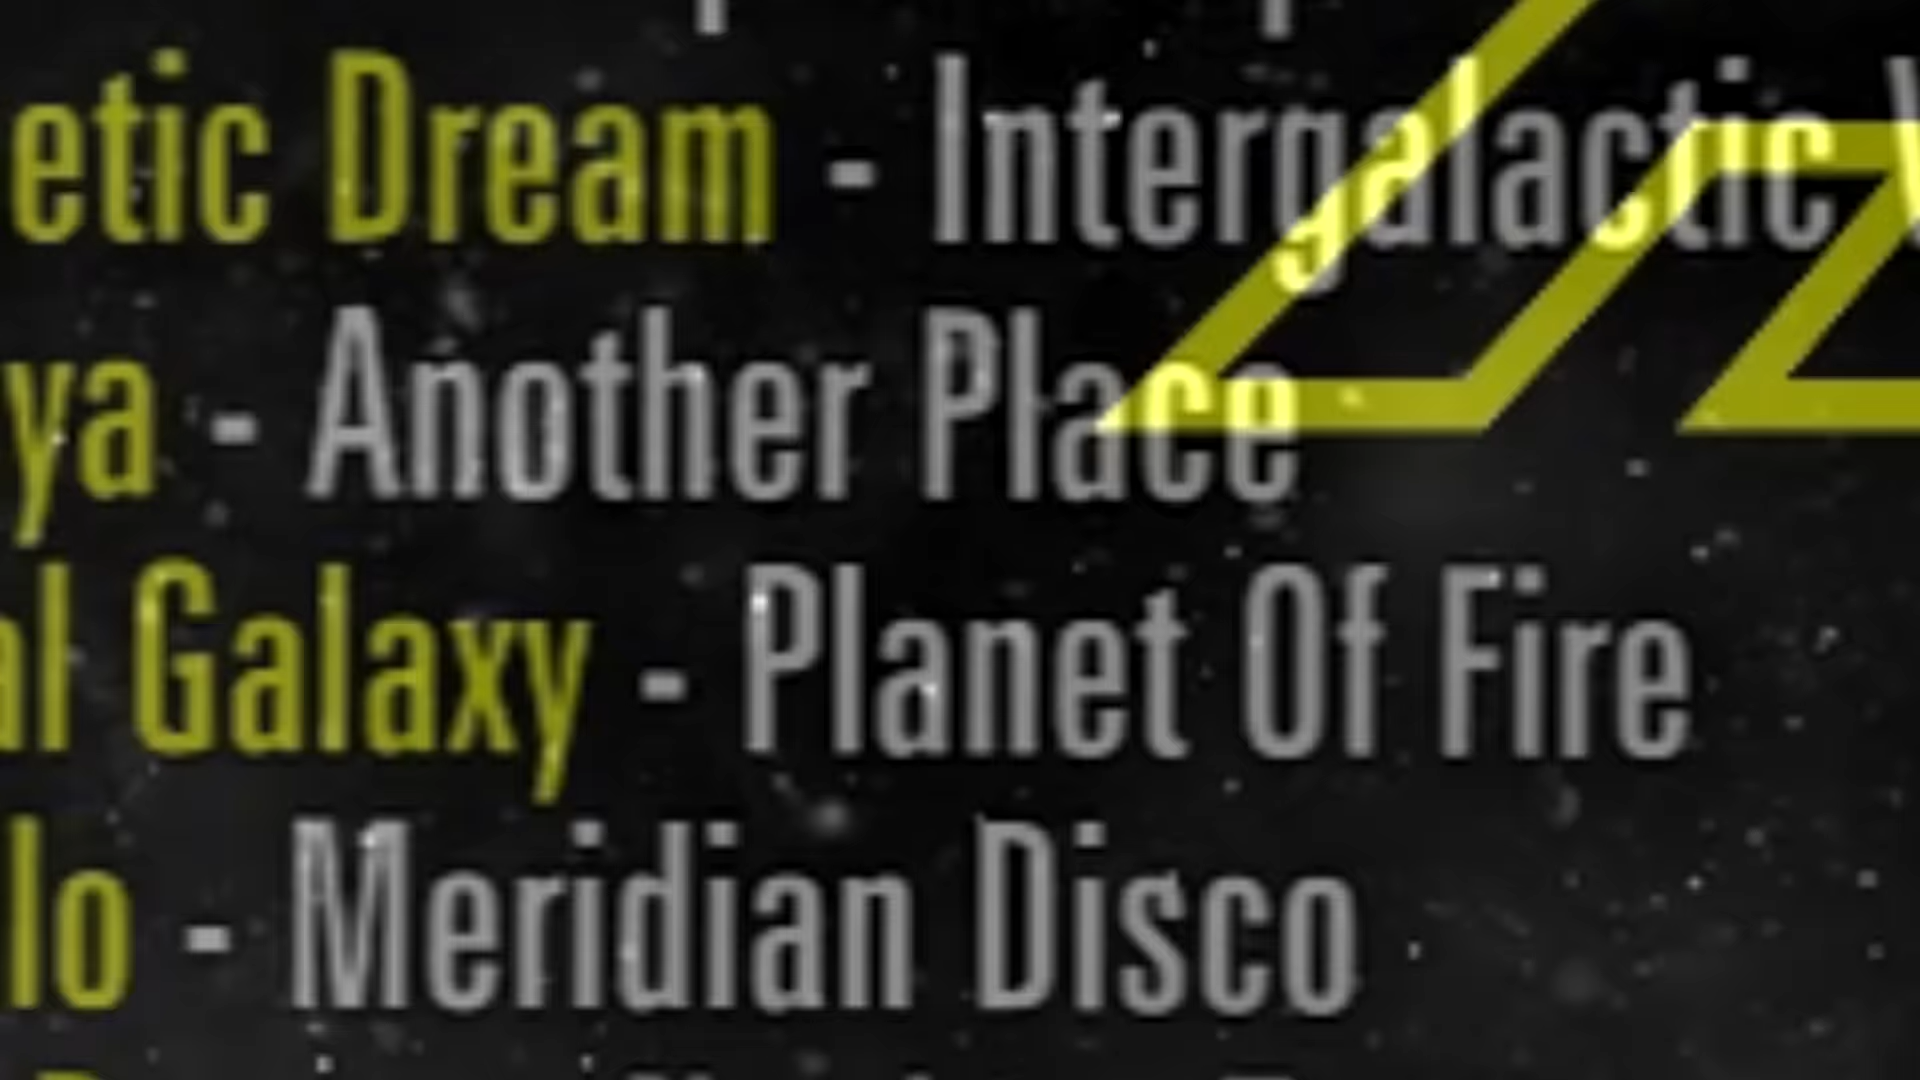 etic Dream - Intergalactic
ya - Another Place
al Galaxy - Planet Of Fire
lo - Meridian Disco